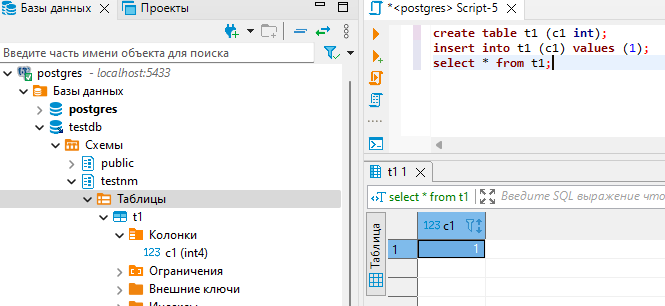 Базы данных
Проекты
Введите часть имени объекта для поиска
postgres - localhost:5433
Базы данных
postgres
testdb
Схемы
public
testnm
Таблицы
t1
Колонки
123 c1 (int4)
Ограничения
Внешние ключи
Индексы
*<postgres> Script-5
create table t1 (c1 int);
insert into t1 (c1) values (1);
select * from t1;
t1 1
select * from t1
Введите SQL выражение что
Таблица
123 c1
1
1